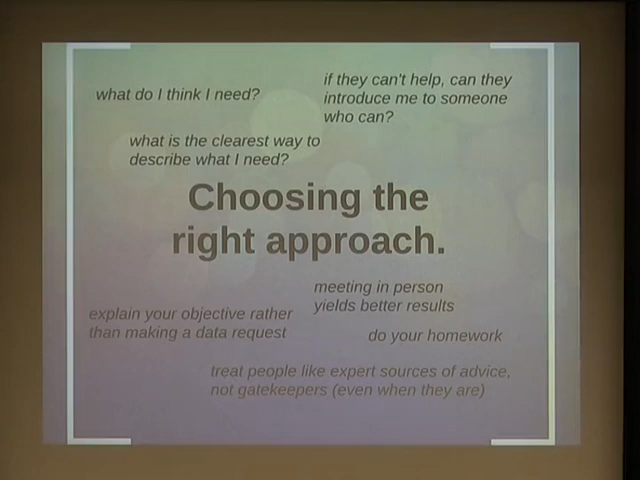 what do I think I need?
if they can't help, can they
introduce me to someone
who can?
what is the clearest way to
describe what I need?
Choosing the
right approach.
meeting in person
yields better results
explain your objective rather
than making a data request
do your homework
treat people like expert sources of advice,
not gatekeepers (even when they are)